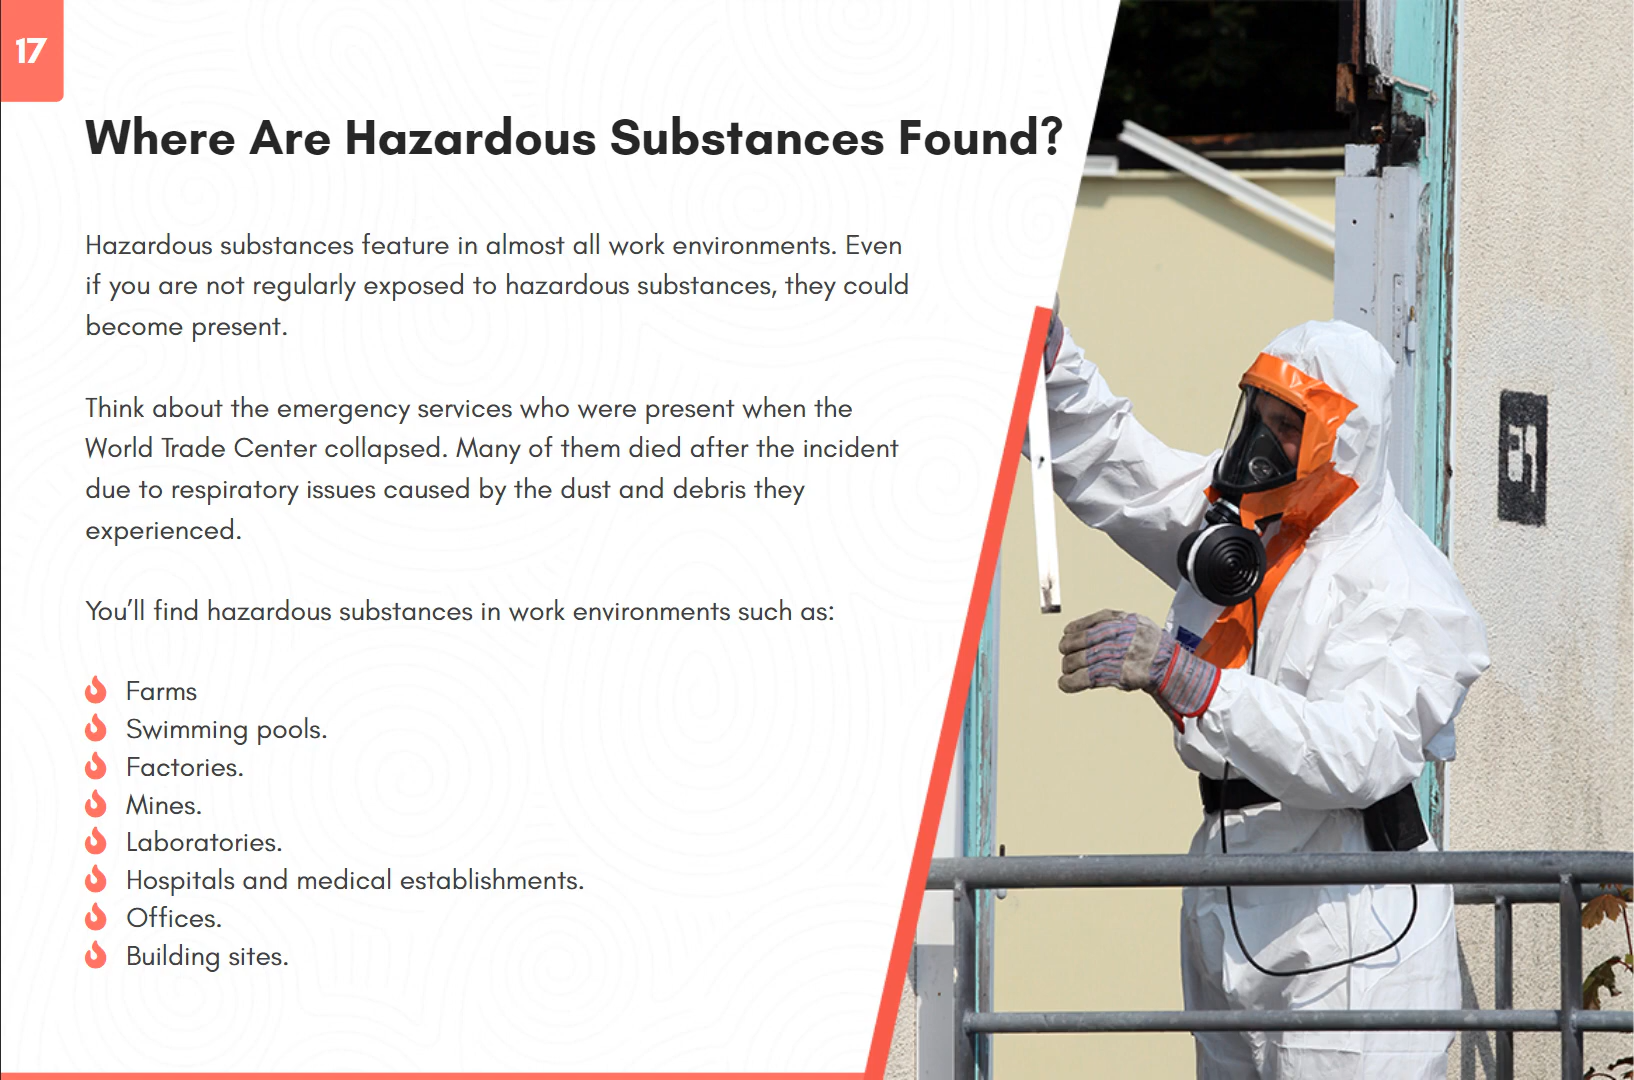 17
Where Are Hazardous Substances Found?
Hazardous substances feature in almost all work environments. Even
if you are not regularly exposed to hazardous substances, they could
become present.
Think about the emergency services who were present when the
World Trade Center collapsed. Many of them died after the incident
due to respiratory issues caused by the dust and debris they
experienced.
You’ll find hazardous substances in work environments such as:
Farms
Swimming pools.
Factories.
Mines.
Laboratories.
Hospitals and medical establishments.
Offices.
Building sites.